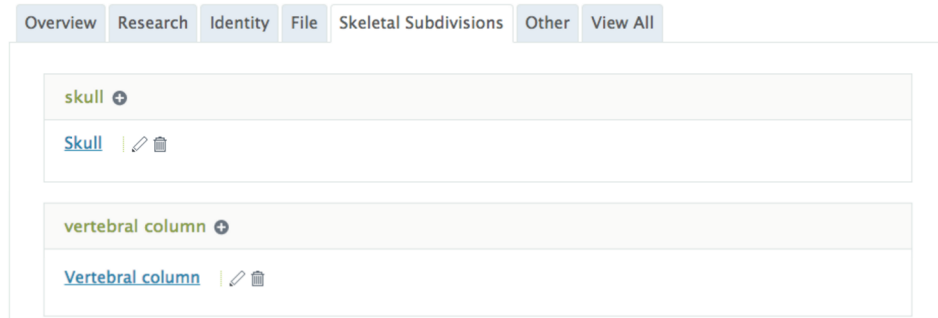 Overview Research Identity File Skeletal Subdivisions Other View All
skull
Skull
vertebral column
Vertebral column